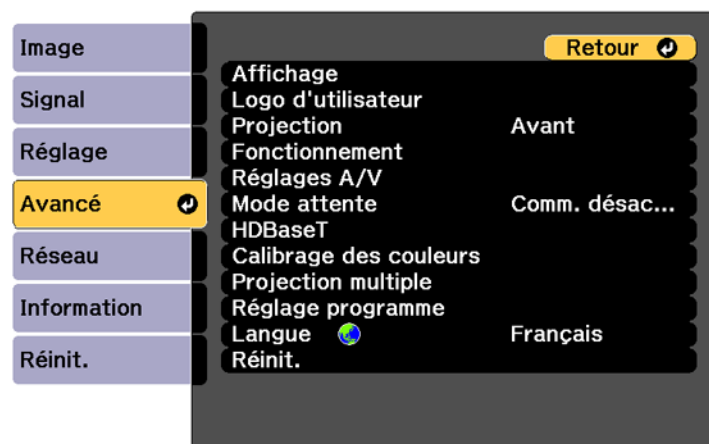 Image
Signal
Réglage
Avancé
Réseau
Information
Réinit.
Retour
Affichage
Logo d'utilisateur
Projection Avant
Fonctionnement
Réglages A/V
Mode attente Comm. désac...
HDBaseT
Calibrage des couleurs
Projection multiple
Réglage programme
Langue Français
Réinit.